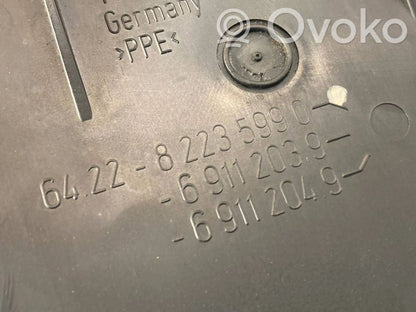 Ovoko
Germany
>PPE<
64.22 - 8 223 599 0
- 6 911 203.9
- 6 911 204 9